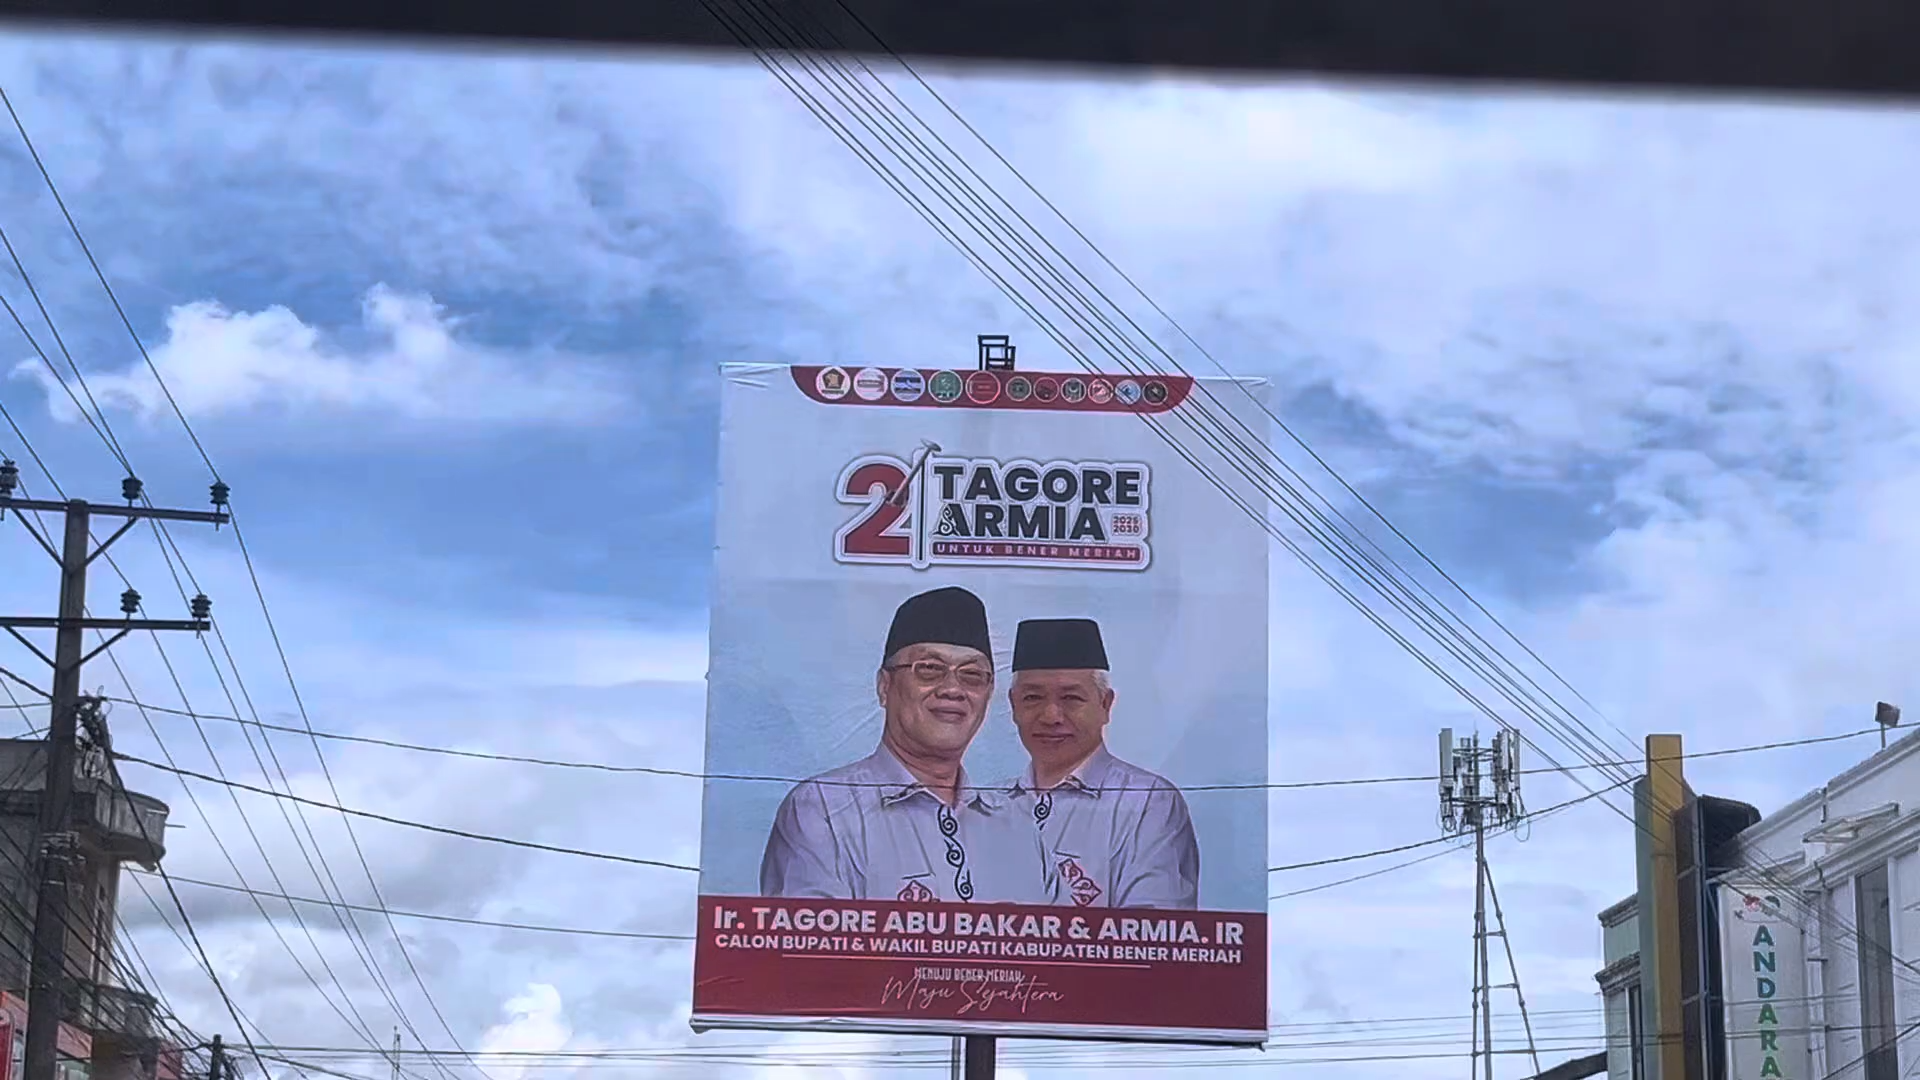 2
TAGORE
& ARMIA
2025
2030
UNTUK BENER MERIAH
Ir. TAGORE ABU BAKAR & ARMIA. IR
CALON BUPATI & WAKIL BUPATI KABUPATEN BENER MERIAH
MENUJU BENER MERIAH
Maju Sejahtera
ANDARA